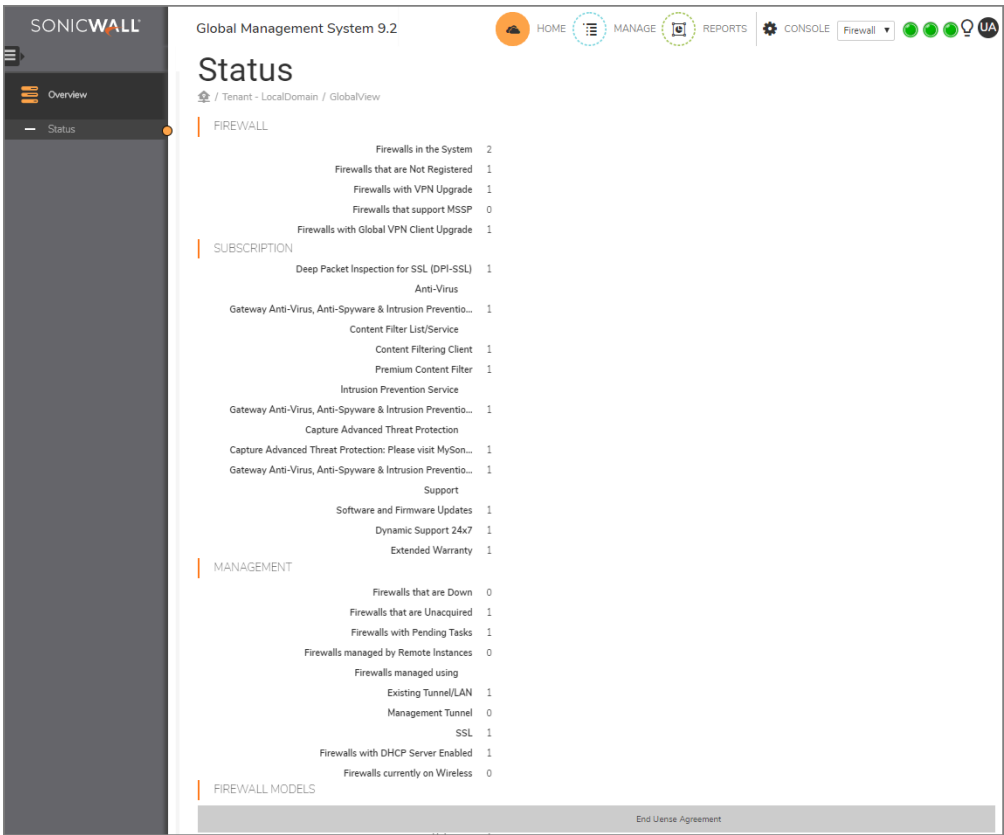 SONICWALL
Global Management System 9.2
HOME
MANAGE
REPORTS
CONSOLE
Firewall
UA
Status
/ Tenant - LocalDomain / GlobalView
Overview
Status
FIREWALL
Firewalls in the System 2
Firewalls that are Not Registered 1
Firewalls with VPN Upgrade 1
Firewalls that support MSSP 0
Firewalls with Global VPN Client Upgrade 1
SUBSCRIPTION
Deep Packet Inspection for SSL (DPI-SSL) 1
Anti-Virus
Gateway Anti-Virus, Anti-Spyware & Intrusion Preventio... 1
Content Filter List/Service
Content Filtering Client 1
Premium Content Filter 1
Intrusion Prevention Service
Gateway Anti-Virus, Anti-Spyware & Intrusion Preventio... 1
Capture Advanced Threat Protection
Capture Advanced Threat Protection: Please visit MySon... 1
Gateway Anti-Virus, Anti-Spyware & Intrusion Preventio... 1
Support
Software and Firmware Updates 1
Dynamic Support 24x7 1
Extended Warranty 1
MANAGEMENT
Firewalls that are Down 0
Firewalls that are Unacquired 1
Firewalls with Pending Tasks 1
Firewalls managed by Remote Instances 0
Firewalls managed using
Existing Tunnel/LAN 1
Management Tunnel 0
SSL 1
Firewalls with DHCP Server Enabled 1
Firewalls currently on Wireless 0
FIREWALL MODELS
End Uense Agreement